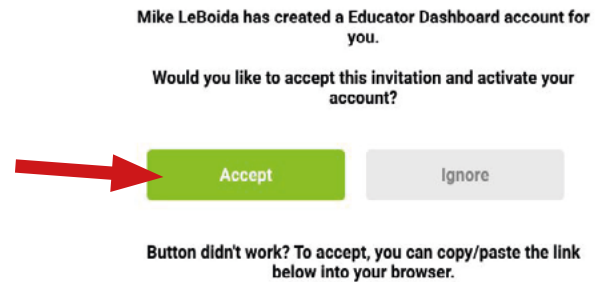 Mike LeBoida has created a Educator Dashboard account for
you.
Would you like to accept this invitation and activate your
account?
Accept
Ignore
Button didn't work? To accept, you can copy/paste the link
below into your browser.